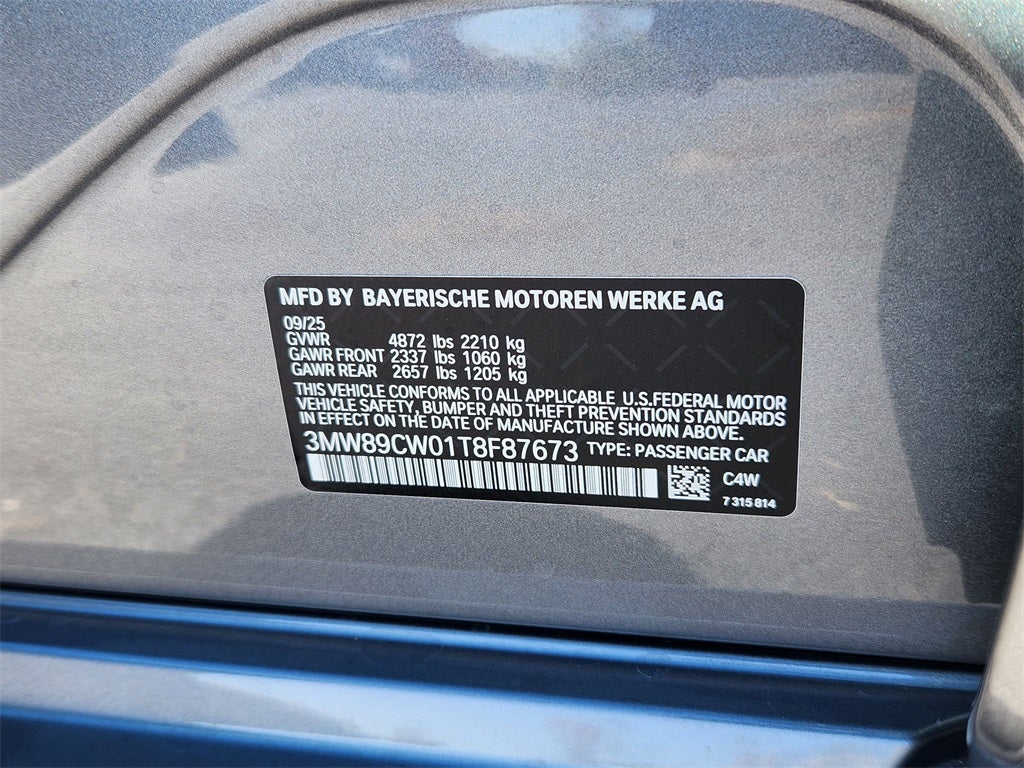 MFD BY BAYERISCHE MOTOREN WERKE AG
09/25
GVWR 4872 lbs 2210 kg
GAWR FRONT 2337 lbs 1060 kg
GAWR REAR 2657 lbs 1205 kg
THIS VEHICLE CONFORMS TO ALL APPLICABLE U.S.FEDERAL MOTOR
VEHICLE SAFETY, BUMPER AND THEFT PREVENTION STANDARDS
IN EFFECT ON THE DATE OF MANUFACTURE SHOWN ABOVE.
3MW89CW01T8F87673 TYPE: PASSENGER CAR
C4W
7 315 814